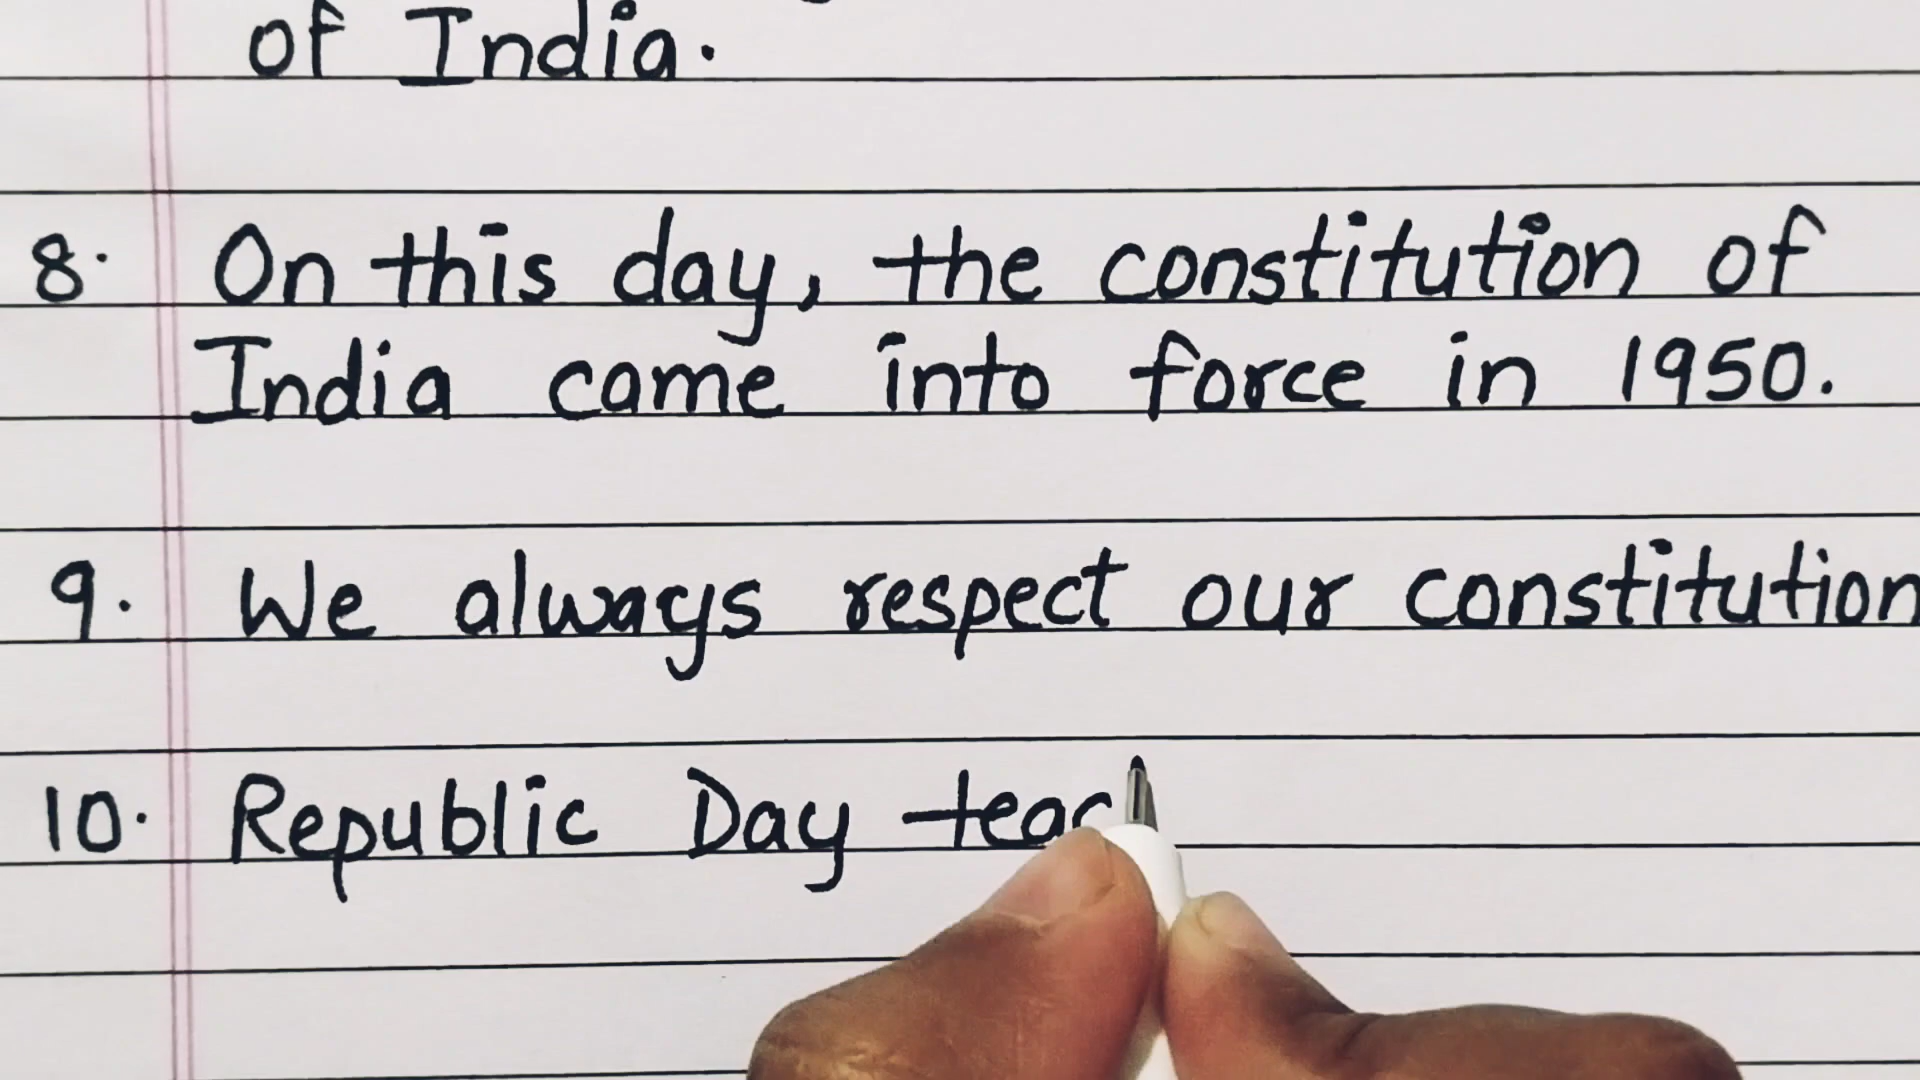 of India.
8. On this day, the constitution of
India came into force in 1950.
9. We always respect our constitution
10. Republic Day teac